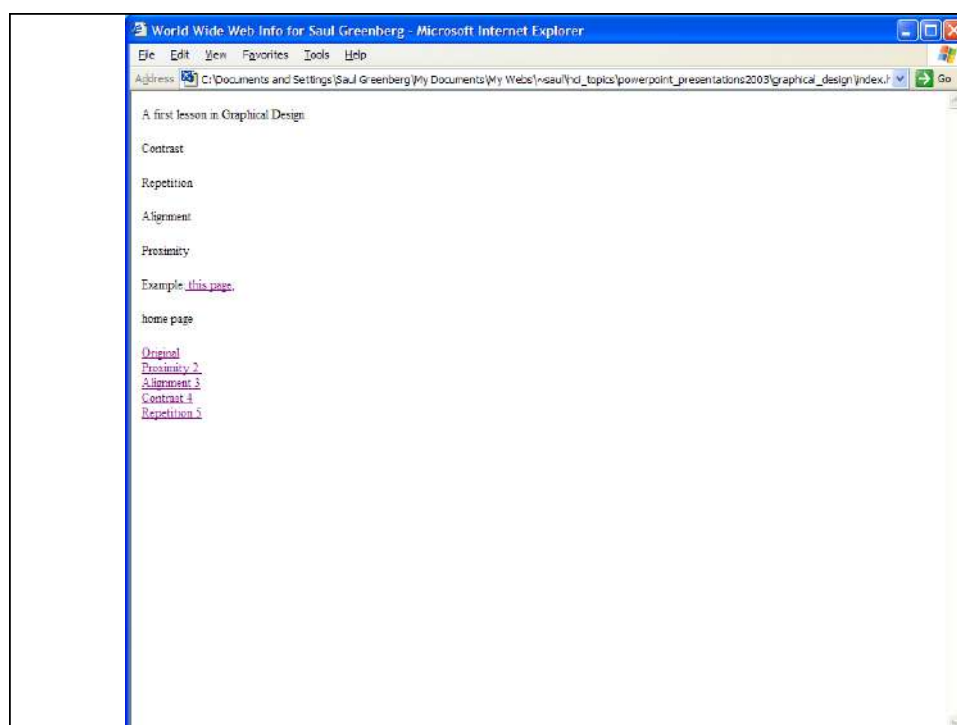 World Wide Web Info for Saul Greenberg - Microsoft Internet Explorer
File Edit View Favorites Tools Help
Address C:\Documents and Settings\Saul Greenberg\My Documents\My Webs\~saul\hci_topics\powerpoint_presentations2003\graphical_design\index.h Go
A first lesson in Graphical Design
Contrast
Repetition
Alignment
Proximity
Example: this page,
home page
Original
Proximity 2
Alignment 3
Contrast 4
Repetition 5